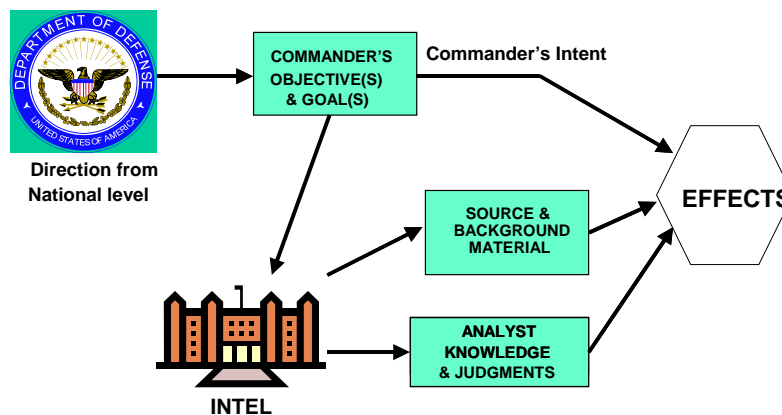 DEPARTMENT OF DEFENSE
UNITED STATES OF AMERICA
Direction from
National level
COMMANDER'S
OBJECTIVE(S)
& GOAL(S)
Commander's Intent
EFFECTS
SOURCE &
BACKGROUND
MATERIAL
ANALYST
KNOWLEDGE
& JUDGMENTS
INTEL